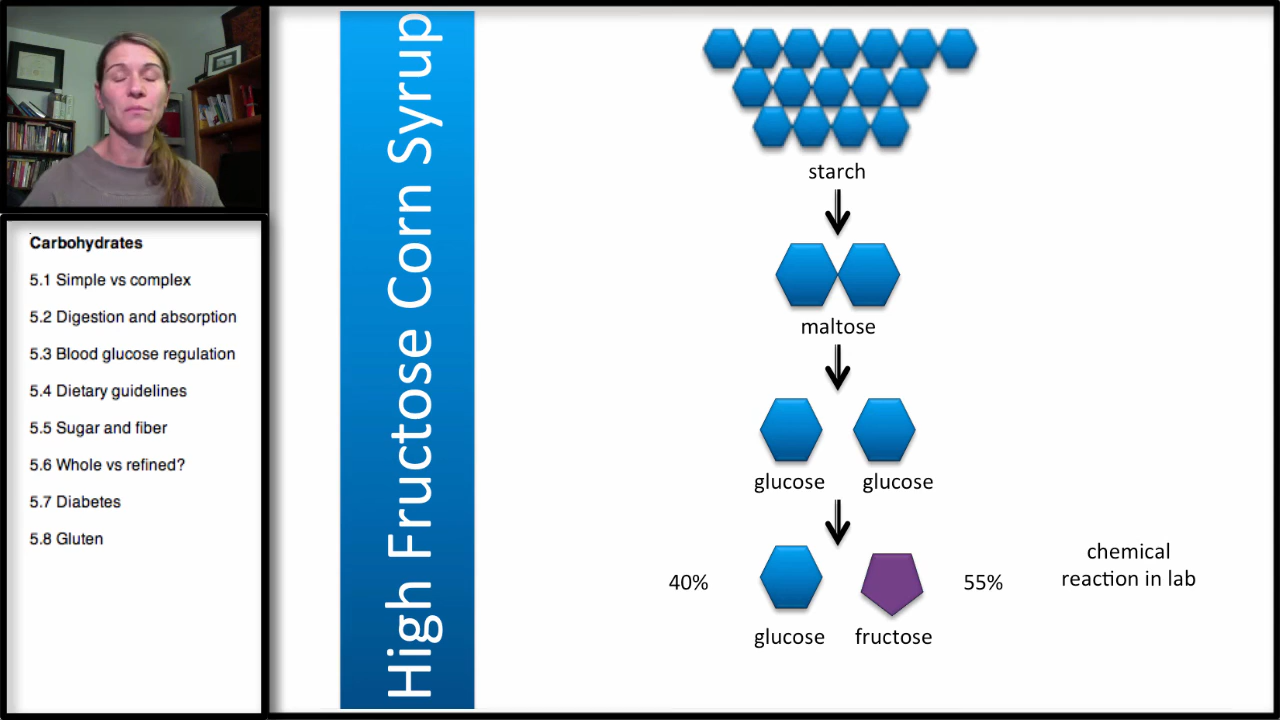 High Fructose Corn Syrup
Carbohydrates
5.1 Simple vs complex
5.2 Digestion and absorption
5.3 Blood glucose regulation
5.4 Dietary guidelines
5.5 Sugar and fiber
5.6 Whole vs refined?
5.7 Diabetes
5.8 Gluten
starch
maltose
glucose glucose
chemical
reaction in lab
40% 55%
glucose fructose